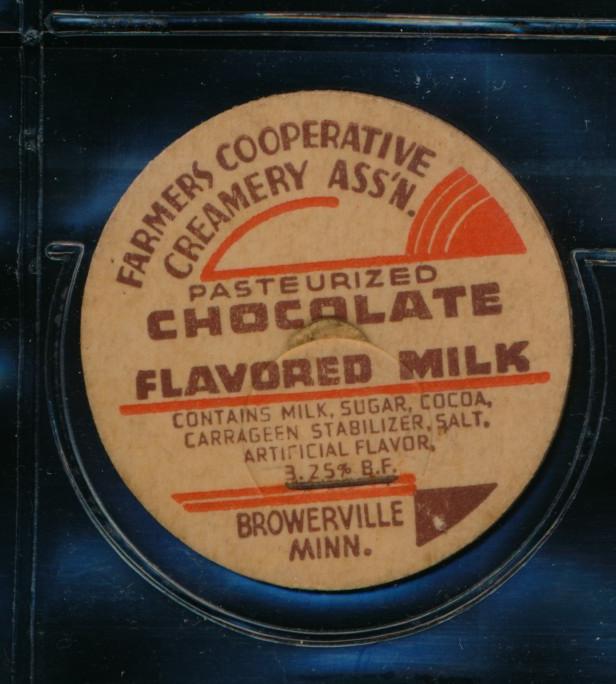 FARMERS COOPERATIVE
CREAMERY ASS'N.
PASTEURIZED
CHOCOLATE
FLAVORED MILK
CONTAINS MILK, SUGAR, COCOA,
CARRAGEEN STABILIZER, SALT,
ARTIFICIAL FLAVOR,
3.25% B.F.
BROWERVILLE
MINN.